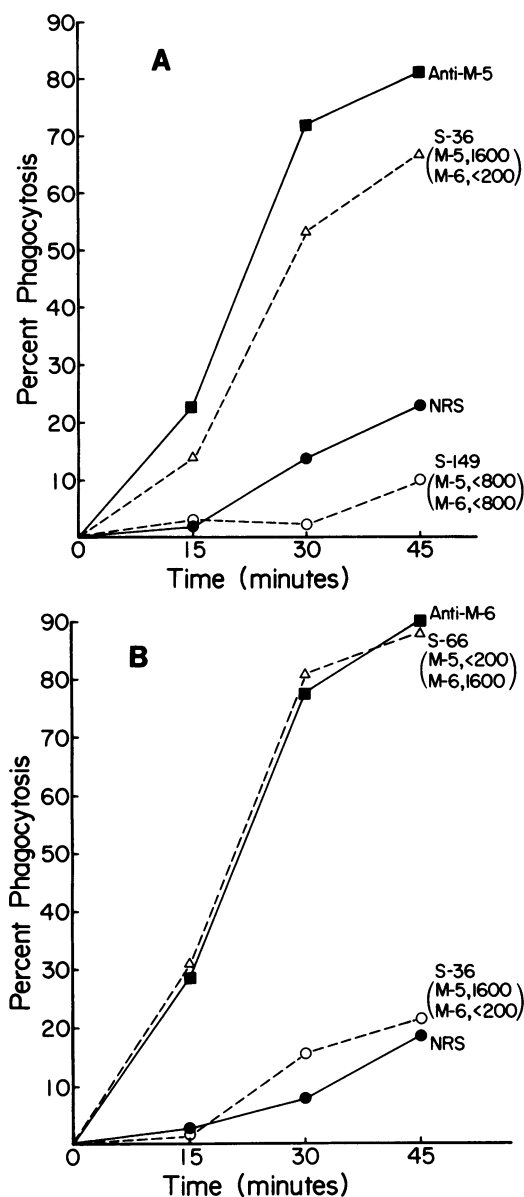 90
A
80
Anti-M-5
70
S-36
(M-5,1600
M-6,<200)
60
50
40
30
NRS
20
S-149
(M-5,<800
M-6,<800)
10
0 15 30 45
Time (minutes)
Percent Phagocytosis
90
Anti-M-6
B
S-66
(M-5,<200
M-6,1600)
80
70
60
50
40
30
S-36
(M-5,1600
M-6,<200)
20
NRS
10
0 15 30 45
Time (minutes)
Percent Phagocytosis